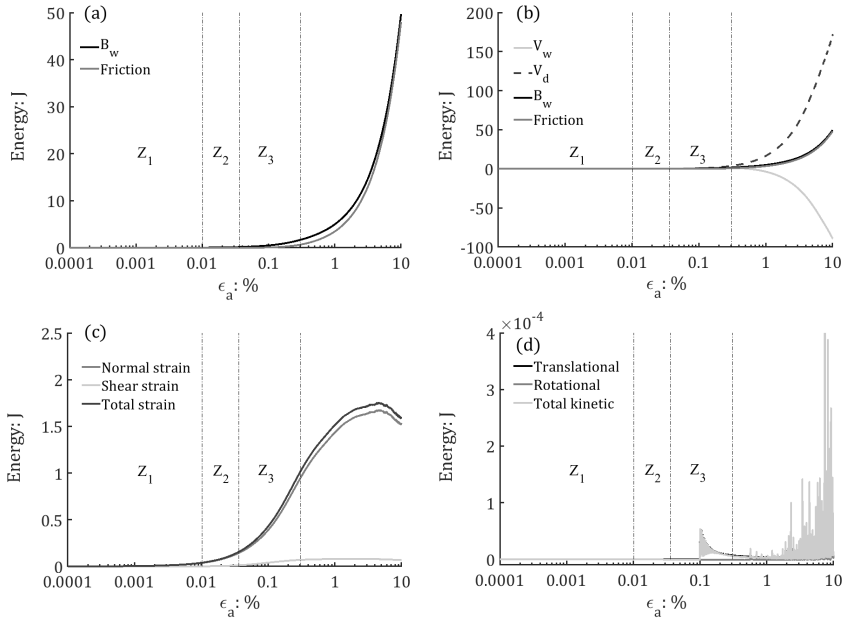 (a)
50
40
30
20
10
0
Energy: J
B_w
Friction
Z_1
Z_2
Z_3
0.0001 0.001 0.01 0.1 1 10
ϵ_a: %
(b)
200
150
100
50
0
-50
-100
Energy: J
V_w
V_d
B_w
Friction
Z_1
Z_2
Z_3
0.0001 0.001 0.01 0.1 1 10
ϵ_a: %
(c)
2.5
2
1.5
1
0.5
0
Energy: J
Normal strain
Shear strain
Total strain
Z_1
Z_2
Z_3
0.0001 0.001 0.01 0.1 1 10
ϵ_a: %
×10^-4
(d)
4
3
2
1
0
Energy: J
Translational
Rotational
Total kinetic
Z_1
Z_2
Z_3
0.0001 0.001 0.01 0.1 1 10
ϵ_a: %